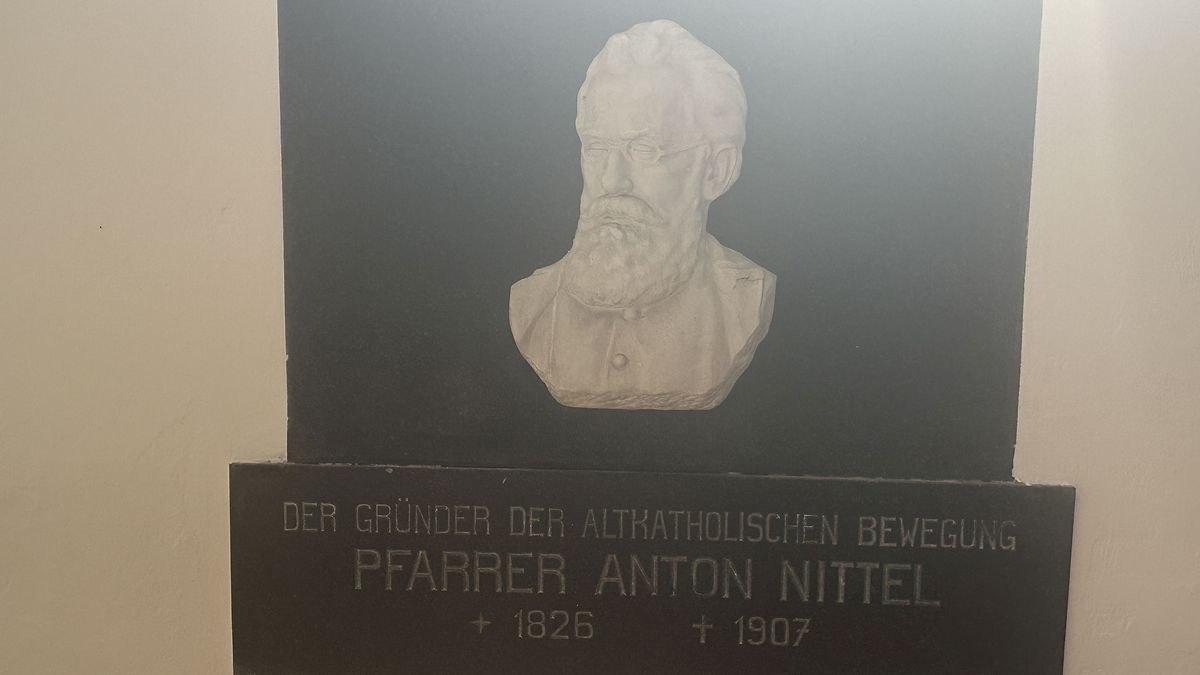 DER GRÜNDER DER ALTKATHOLISCHEN BEWEGUNG
PFARRER ANTON NITTEL
+ 1826 † 1907